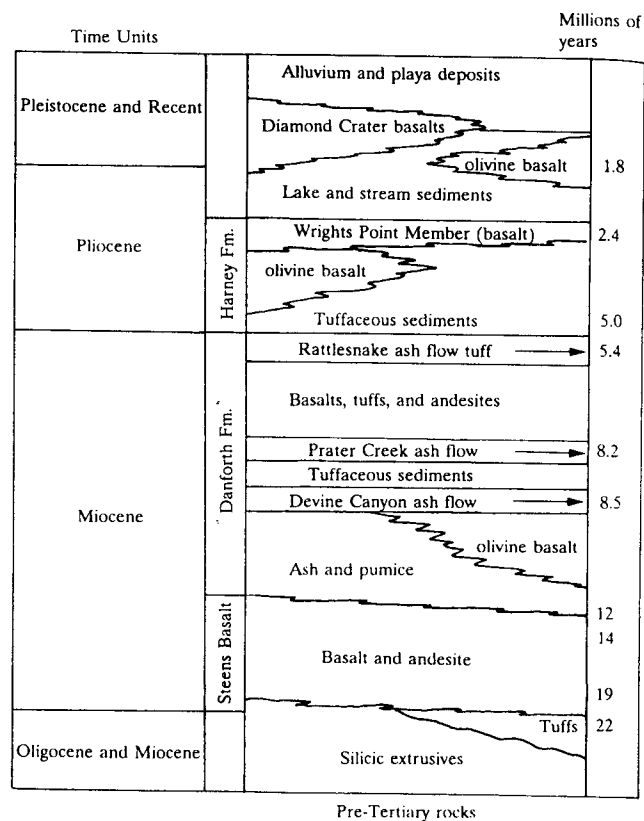 Time Units
Millions of
years
Pleistocene and Recent
Alluvium and playa deposits
Diamond Crater basalts
olivine basalt
1.8
Lake and stream sediments
Pliocene
Harney Fm.
Wrights Point Member (basalt)
2.4
olivine basalt
Tuffaceous sediments
5.0
Miocene
Danforth Fm.
Rattlesnake ash flow tuff
5.4
Basalts, tuffs, and andesites
Prater Creek ash flow
8.2
Tuffaceous sediments
Devine Canyon ash flow
8.5
olivine basalt
Ash and pumice
Steens Basalt
12
14
Basalt and andesite
19
Tuffs
22
Oligocene and Miocene
Silicic extrusives
Pre-Tertiary rocks